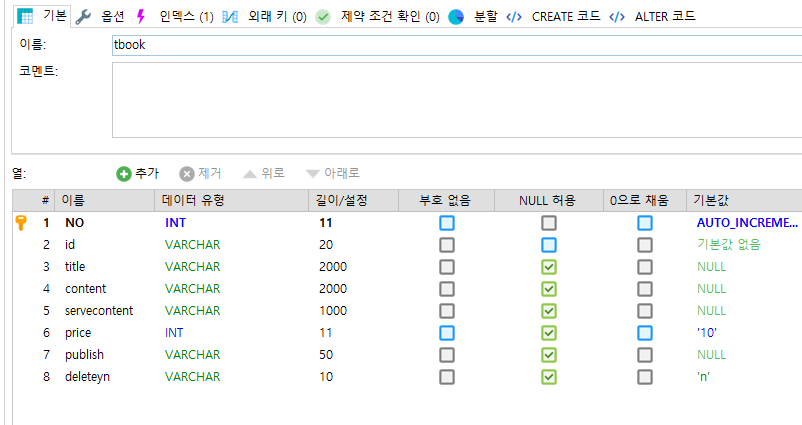 기본 옵션 인덱스 (1) 외래 키 (0) 제약 조건 확인 (0) 분할 CREATE 코드 ALTER 코드
이름: tbook
코멘트:
열: 추가 제거 위로 아래로
# 이름 데이터 유형 길이/설정 부호 없음 NULL 허용 0으로 채움 기본값
1 NO INT 11 AUTO_INCREME...
2 id VARCHAR 20 기본값 없음
3 title VARCHAR 2000 NULL
4 content VARCHAR 2000 NULL
5 servecontent VARCHAR 1000 NULL
6 price INT 11 '10'
7 publish VARCHAR 50 NULL
8 deleteyn VARCHAR 10 'n'